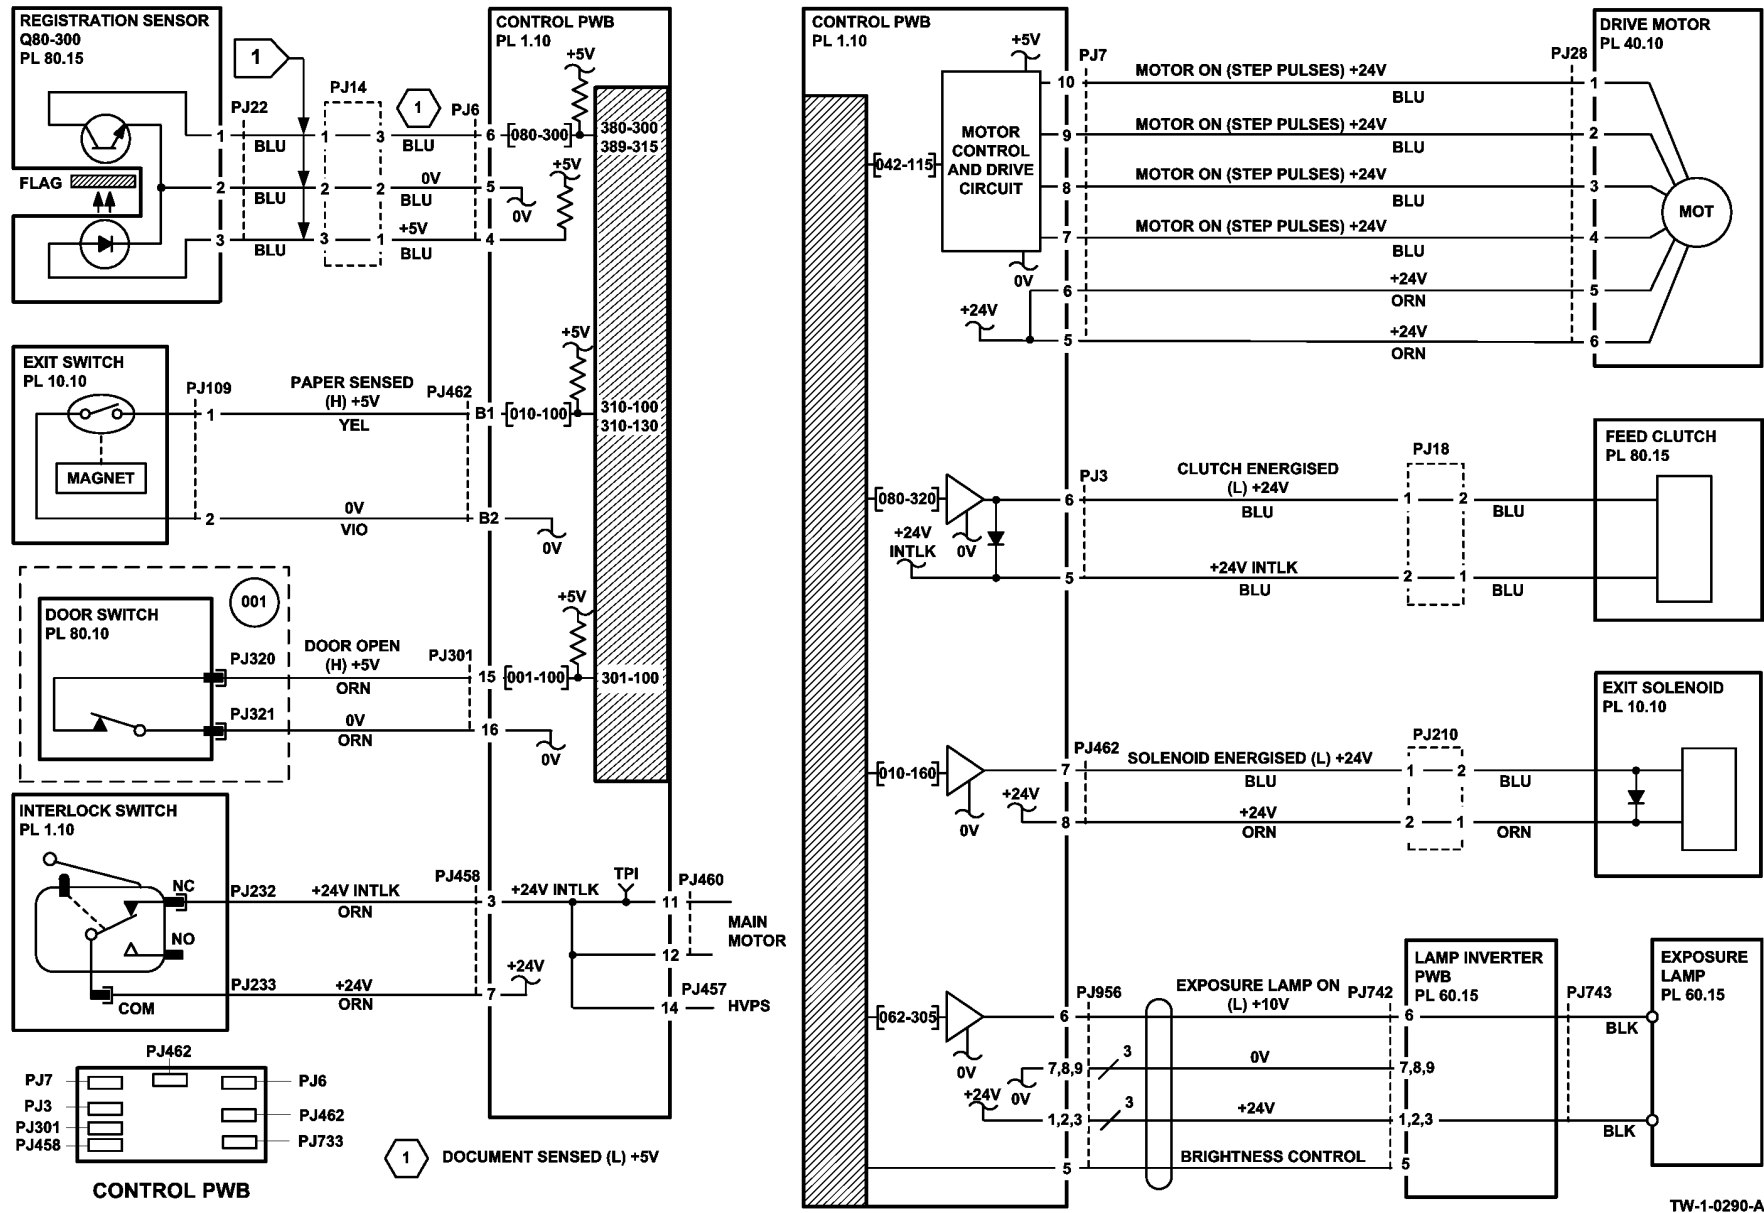 REGISTRATION SENSOR
Q80-300
PL 80.15
1
PJ22
PJ14
1
PJ6
CONTROL PWB
PL 1.10
+5V
1
BLU
1
3
BLU
6
[080-300]
380-300
389-315
+5V
FLAG
2
BLU
2
2
0V
BLU
5
0V
3
BLU
3
1
+5V
BLU
4
EXIT SWITCH
PL 10.10
MAGNET
PJ109
PAPER SENSED
(H) +5V
PJ462
+5V
1
YEL
B1
[010-100]
310-100
310-130
2
0V
VIO
B2
0V
001
DOOR SWITCH
PL 80.10
PJ320
DOOR OPEN
(H) +5V
PJ301
+5V
ORN
15
[001-100]
301-100
PJ321
0V
ORN
16
0V
INTERLOCK SWITCH
PL 1.10
NC
PJ232
+24V INTLK
ORN
PJ458
3
+24V INTLK
TPI
11
PJ460
MAIN
MOTOR
NO
12
COM
PJ233
+24V
ORN
7
+24V
14
PJ457
HVPS
PJ462
PJ7
PJ6
PJ3
PJ462
PJ301
PJ458
PJ733
CONTROL PWB
1
DOCUMENT SENSED (L) +5V
CONTROL PWB
PL 1.10
+5V
PJ7
PJ28
DRIVE MOTOR
PL 40.10
[042-115]
MOTOR
CONTROL
AND DRIVE
CIRCUIT
10
MOTOR ON (STEP PULSES) +24V
BLU
1
9
MOTOR ON (STEP PULSES) +24V
BLU
2
8
MOTOR ON (STEP PULSES) +24V
BLU
3
MOT
7
MOTOR ON (STEP PULSES) +24V
BLU
4
0V
6
+24V
ORN
5
+24V
5
+24V
ORN
6
PJ3
PJ18
FEED CLUTCH
PL 80.15
[080-320]
0V
6
CLUTCH ENERGISED
(L) +24V
BLU
1
2
BLU
+24V
INTLK
5
+24V INTLK
BLU
2
1
BLU
PJ462
PJ210
EXIT SOLENOID
PL 10.10
[010-160]
0V
7
SOLENOID ENERGISED (L) +24V
BLU
1
2
BLU
+24V
8
+24V
ORN
2
1
ORN
PJ956
PJ742
LAMP INVERTER
PWB
PL 60.15
PJ743
EXPOSURE
LAMP
PL 60.15
[062-305]
0V
6
EXPOSURE LAMP ON
(L) +10V
6
BLK
0V
7,8,9
3
0V
7,8,9
+24V
1,2,3
3
+24V
1,2,3
BLK
5
BRIGHTNESS CONTROL
5
TW-1-0290-A